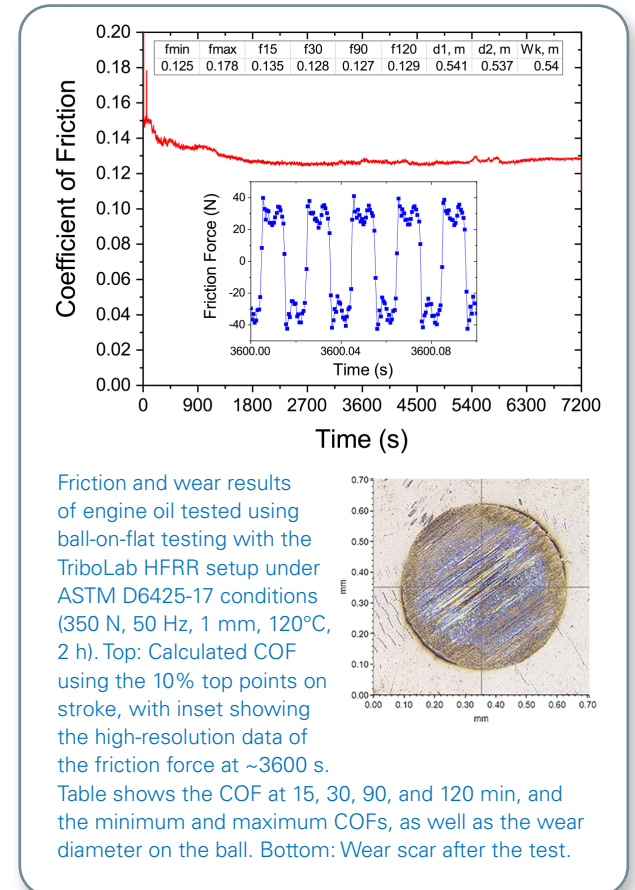 0.20
fmin fmax f15 f30 f90 f120 d1, m d2, m Wk, m
0.125 0.178 0.135 0.128 0.127 0.129 0.541 0.537 0.54
0.18
0.16
0.14
0.12
0.10
0.08
0.06
0.04
0.02
0.00
Coefficient of Friction
40
20
0
-20
-40
Friction Force (N)
3600.00 3600.04 3600.08
Time (s)
0 900 1800 2700 3600 4500 5400 6300 7200
Time (s)
Friction and wear results
of engine oil tested using
ball-on-flat testing with the
TriboLab HFRR setup under
ASTM D6425-17 conditions
(350 N, 50 Hz, 1 mm, 120°C,
2 h). Top: Calculated COF
using the 10% top points on
stroke, with inset showing
the high-resolution data of
the friction force at ~3600 s.
Table shows the COF at 15, 30, 90, and 120 min, and
the minimum and maximum COFs, as well as the wear
diameter on the ball. Bottom: Wear scar after the test.
0.70
0.60
0.50
0.40
0.30
0.20
0.10
0.00
mm
0.00 0.10 0.20 0.30 0.40 0.50 0.60 0.70
mm